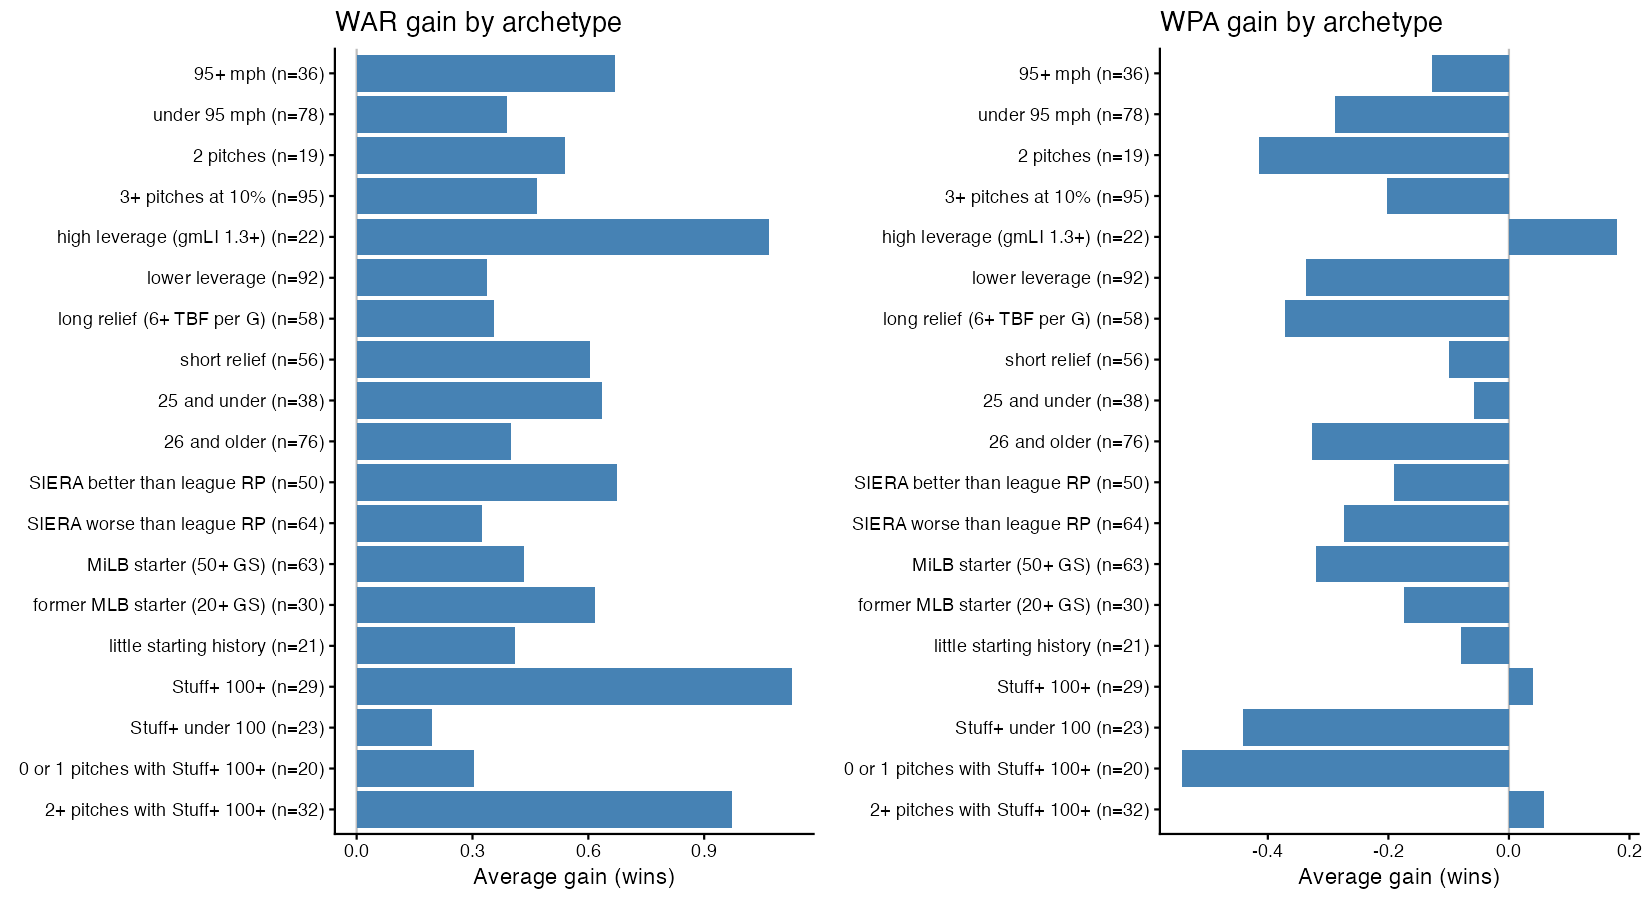 WAR gain by archetype
95+ mph (n=36)
under 95 mph (n=78)
2 pitches (n=19)
3+ pitches at 10% (n=95)
high leverage (gmLI 1.3+) (n=22)
lower leverage (n=92)
long relief (6+ TBF per G) (n=58)
short relief (n=56)
25 and under (n=38)
26 and older (n=76)
SIERA better than league RP (n=50)
SIERA worse than league RP (n=64)
MiLB starter (50+ GS) (n=63)
former MLB starter (20+ GS) (n=30)
little starting history (n=21)
Stuff+ 100+ (n=29)
Stuff+ under 100 (n=23)
0 or 1 pitches with Stuff+ 100+ (n=20)
2+ pitches with Stuff+ 100+ (n=32)
0.0 0.3 0.6 0.9
Average gain (wins)
WPA gain by archetype
95+ mph (n=36)
under 95 mph (n=78)
2 pitches (n=19)
3+ pitches at 10% (n=95)
high leverage (gmLI 1.3+) (n=22)
lower leverage (n=92)
long relief (6+ TBF per G) (n=58)
short relief (n=56)
25 and under (n=38)
26 and older (n=76)
SIERA better than league RP (n=50)
SIERA worse than league RP (n=64)
MiLB starter (50+ GS) (n=63)
former MLB starter (20+ GS) (n=30)
little starting history (n=21)
Stuff+ 100+ (n=29)
Stuff+ under 100 (n=23)
0 or 1 pitches with Stuff+ 100+ (n=20)
2+ pitches with Stuff+ 100+ (n=32)
-0.4 -0.2 0.0 0.2
Average gain (wins)